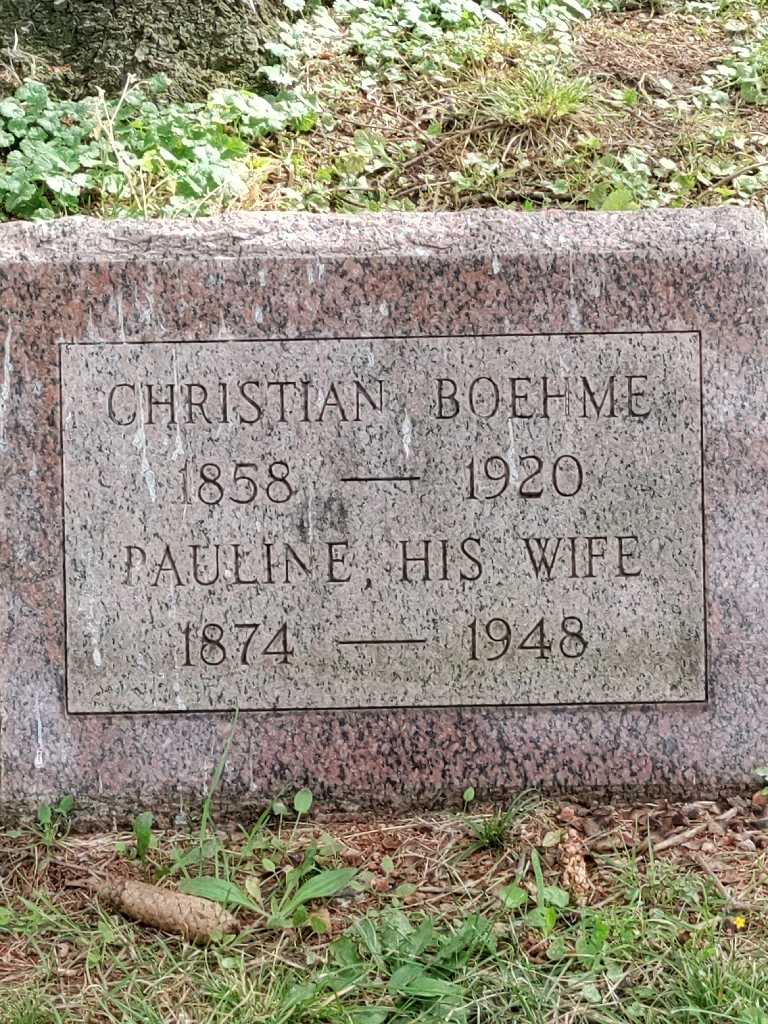 CHRISTIAN BOEHME
1858 — 1920
PAULINE, HIS WIFE
1874 — 1948